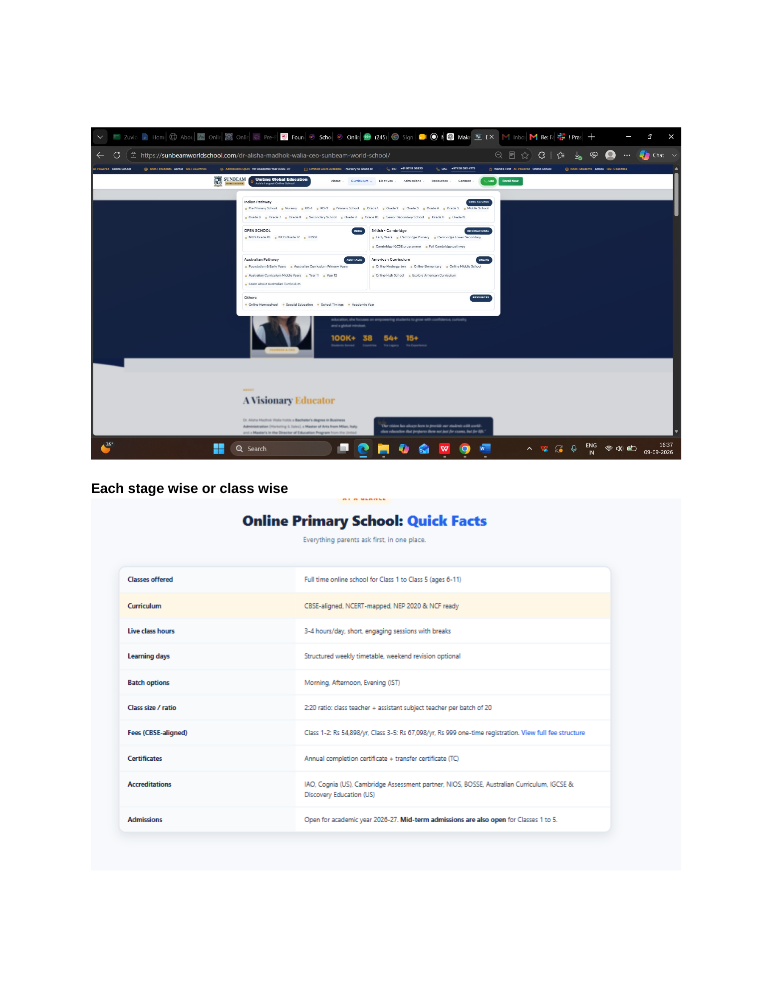 Zuvic
Hom
Abou
Onlin
Onlin
Pre-P
Foun
Scho
Onlin
(245)
Sign
Make
Inbo
Re: Fa
! Pras
https://sunbeamworldschool.com/dr-alisha-madhok-walia-ceo-sunbeam-world-school/
Chat
AI-Powered Online School 100K+ Students across 135+ Countries Admissions Open for Academic Year 2026-27 Limited Seats Available - Nursery to Grade 12 IND +91 97112 56925 UAE +971 58 592 4773 World's First AI-Powered Online School 100K+ Students across 135+ Countries
SUNBEAM
WORLD SCHOOL
Uniting Global Education
Asia's Largest Online School
About Curriculum Electives Admissions Resources Contact Call Enroll Now
Indian Pathway CBSE ALIGNED
Pre Primary School Nursery KG-1 KG-2 Primary School Grade 1 Grade 2 Grade 3 Grade 4 Grade 5 Middle School
Grade 6 Grade 7 Grade 8 Secondary School Grade 9 Grade 10 Senior Secondary School Grade 11 Grade 12
OPEN SCHOOL INDIA
NIOS Grade 10 NIOS Grade 12 BOSSE
British • Cambridge INTERNATIONAL
Early Years Cambridge Primary Cambridge Lower Secondary
Cambridge IGCSE programme Full Cambridge pathway
Australian Pathway AUSTRALIA
Foundation & Early Years Australian Curriculum Primary Years
Australian Curriculum Middle Years Year 11 Year 12
Learn About Australian Curriculum
American Curriculum ONLINE
Online Kindergarten Online Elementary Online Middle School
Online High School Explore American Curriculum
Others RESOURCES
Online Homeschool Special Education School Timings Academic Year
education, she focuses on empowering students to grow with confidence, curiosity,
and a global mindset.
100K+ 38 54+ 15+
Students Served Countries Yrs Legacy Yrs Experience
FOUNDER & CEO
ABOUT
A Visionary Educator
Dr. Alisha Madhok Walia holds a Bachelor's degree in Business
Administration (Marketing & Sales), a Master of Arts from Milan, Italy,
and a Master's in the Director of Education Program from the United
"Our vision has always been to provide our students with world-
class education that prepares them not just for exams, but for life."
35°
Search
ENG
IN
16:37
09-09-2026
Each stage wise or class wise
AT A GLANCE
Online Primary School: Quick Facts
Everything parents ask first, in one place.
Classes offered Full time online school for Class 1 to Class 5 (ages 6-11)
Curriculum CBSE-aligned, NCERT-mapped, NEP 2020 & NCF ready
Live class hours 3-4 hours/day, short, engaging sessions with breaks
Learning days Structured weekly timetable, weekend revision optional
Batch options Morning, Afternoon, Evening (IST)
Class size / ratio 2:20 ratio: class teacher + assistant subject teacher per batch of 20
Fees (CBSE-aligned) Class 1-2: Rs 54,898/yr, Class 3-5: Rs 67,098/yr, Rs 999 one-time registration. View full fee structure
Certificates Annual completion certificate + transfer certificate (TC)
Accreditations IAO, Cognia (US), Cambridge Assessment partner, NIOS, BOSSE, Australian Curriculum, IGCSE &
Discovery Education (US)
Admissions Open for academic year 2026-27. Mid-term admissions are also open for Classes 1 to 5.